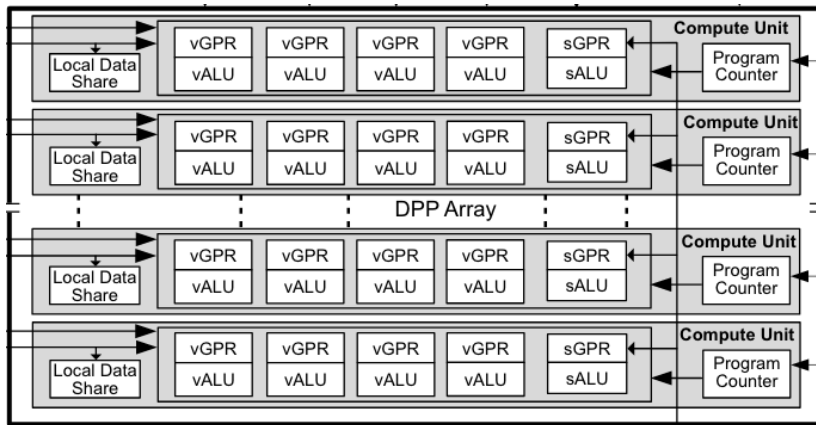 Compute Unit
vGPR vGPR vGPR vGPR sGPR
vALU vALU vALU vALU sALU
Local Data
Share
Program
Counter
Compute Unit
vGPR vGPR vGPR vGPR sGPR
vALU vALU vALU vALU sALU
Local Data
Share
Program
Counter
DPP Array
Compute Unit
vGPR vGPR vGPR vGPR sGPR
vALU vALU vALU vALU sALU
Local Data
Share
Program
Counter
Compute Unit
vGPR vGPR vGPR vGPR sGPR
vALU vALU vALU vALU sALU
Local Data
Share
Program
Counter